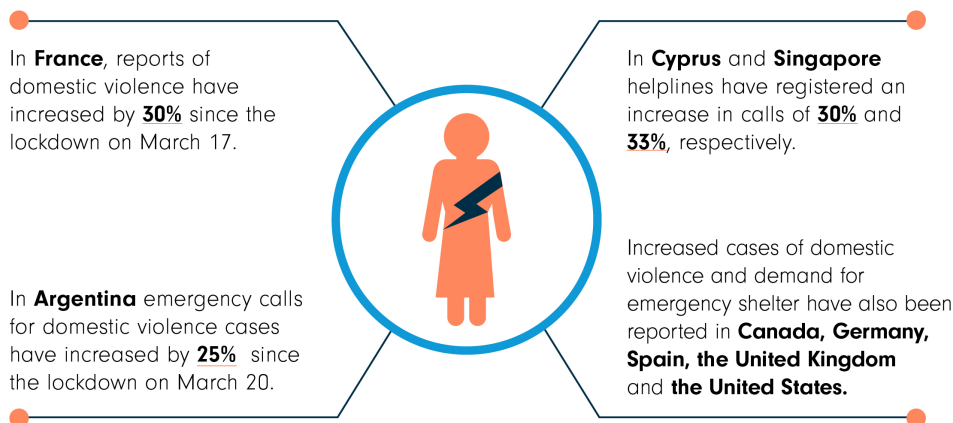 In France, reports of
domestic violence have
increased by 30% since the
lockdown on March 17.
In Cyprus and Singapore
helplines have registered an
increase in calls of 30% and
33%, respectively.
In Argentina emergency calls
for domestic violence cases
have increased by 25% since
the lockdown on March 20.
Increased cases of domestic
violence and demand for
emergency shelter have also been
reported in Canada, Germany,
Spain, the United Kingdom
and the United States.